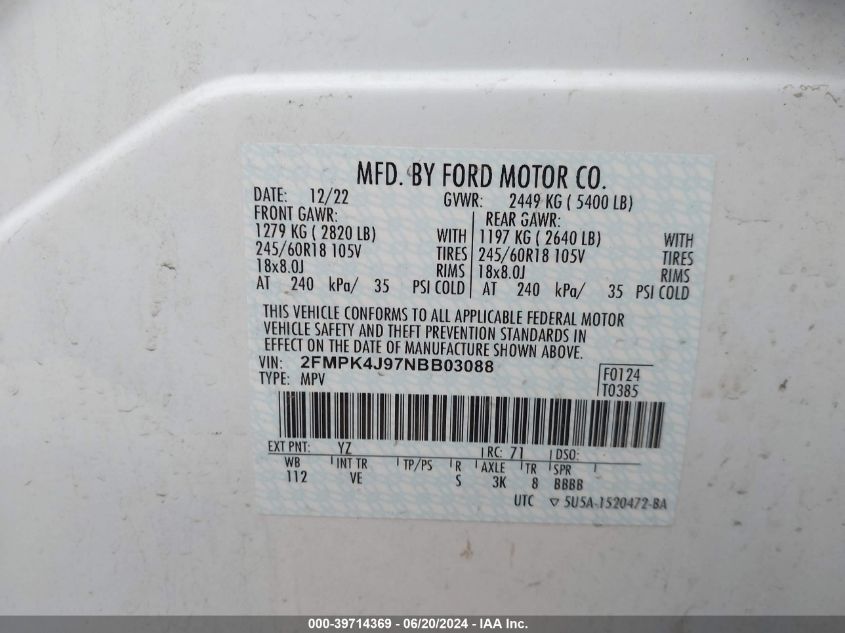 MFD. BY FORD MOTOR CO.
DATE: 12/22 GVWR: 2449 KG ( 5400 LB)
FRONT GAWR: REAR GAWR:
1279 KG ( 2820 LB) WITH 1197 KG ( 2640 LB) WITH
245/60R18 105V TIRES 245/60R18 105V TIRES
18x8.0J RIMS 18x8.0J RIMS
AT 240 kPa/ 35 PSI COLD AT 240 kPa/ 35 PSI COLD
THIS VEHICLE CONFORMS TO ALL APPLICABLE FEDERAL MOTOR
VEHICLE SAFETY AND THEFT PREVENTION STANDARDS IN
EFFECT ON THE DATE OF MANUFACTURE SHOWN ABOVE.
VIN: 2FMPK4J97NBB03088 F0124
TYPE: MPV T0385
EXT PNT: YZ RC: 71 DSO:
WB INT TR TP/PS R AXLE TR SPR
112 VE S 3K 8 BBBB
UTC ▽ 5U5A-1520472-BA
000-39714369 - 06/20/2024 - IAA Inc.